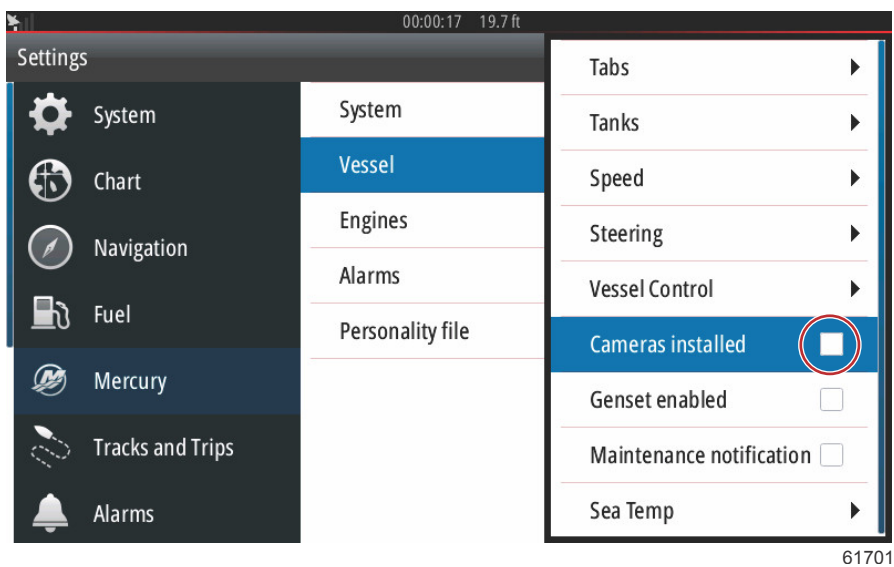 00:00:17 19.7 ft
Settings
System
Chart
Navigation
Fuel
Mercury
Tracks and Trips
Alarms
System
Vessel
Engines
Alarms
Personality file
Tabs
Tanks
Speed
Steering
Vessel Control
Cameras installed
Genset enabled
Maintenance notification
Sea Temp
61701